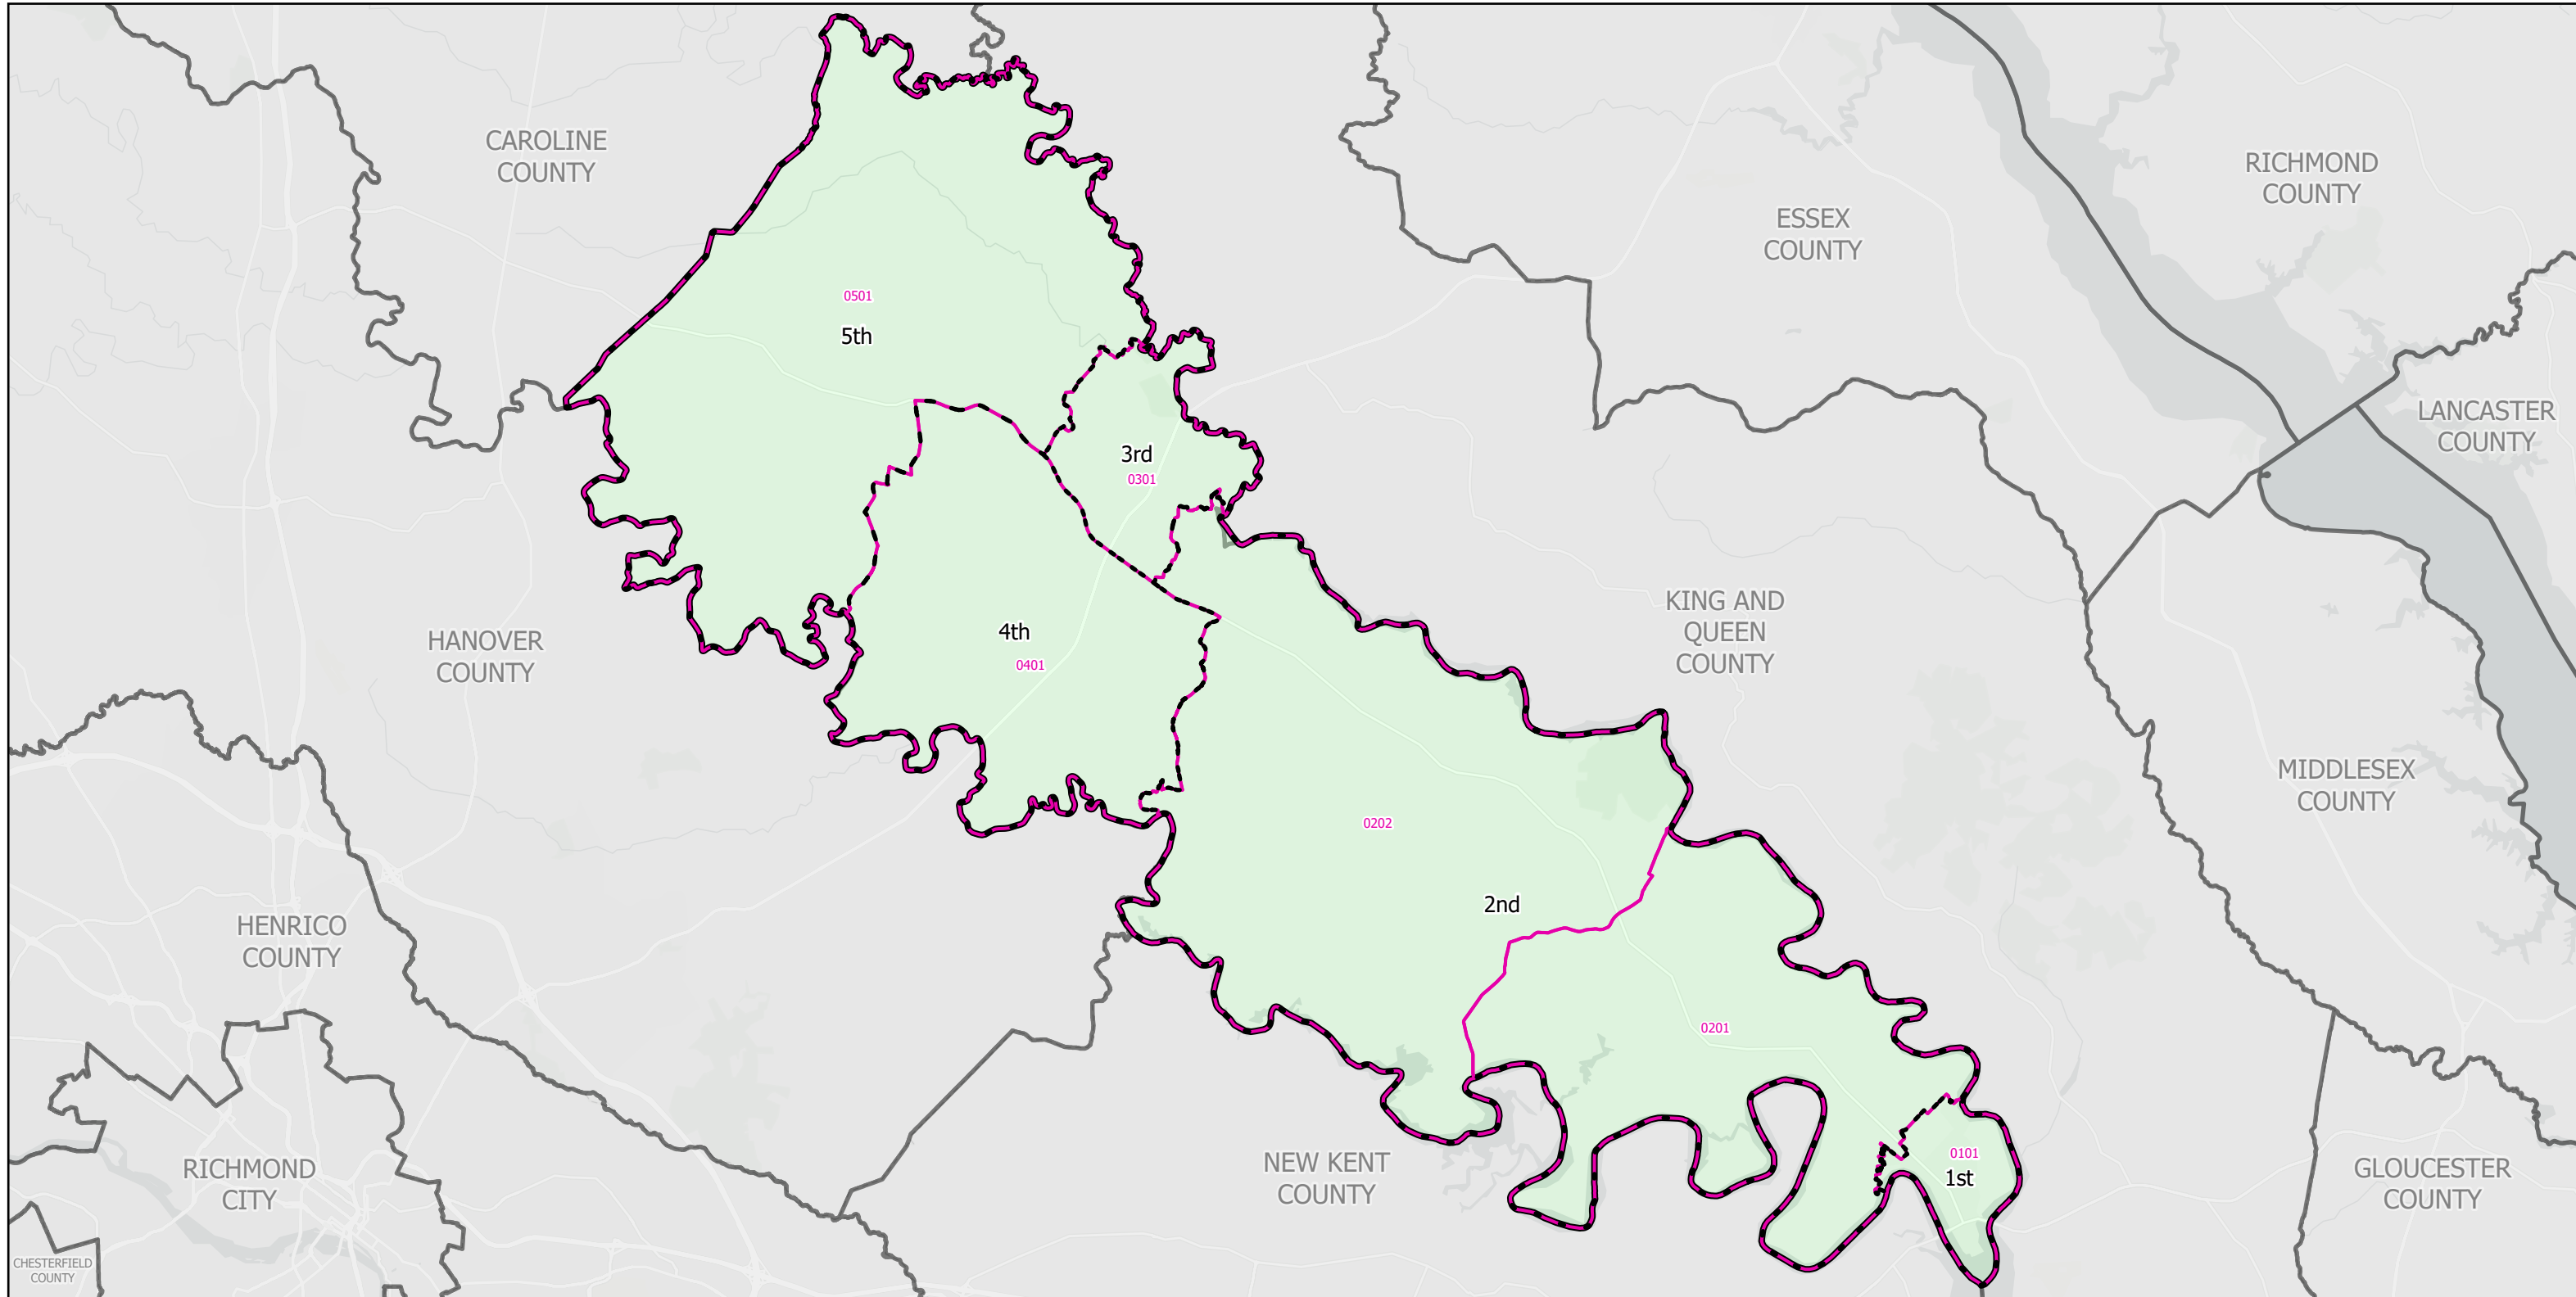 CAROLINE
COUNTY
RICHMOND
COUNTY
ESSEX
COUNTY
0501
5th
LANCASTER
COUNTY
3rd
0301
KING AND
QUEEN
COUNTY
HANOVER
COUNTY
4th
0401
MIDDLESEX
COUNTY
0202
2nd
HENRICO
COUNTY
0201
0101
1st
NEW KENT
COUNTY
RICHMOND
CITY
GLOUCESTER
COUNTY
CHESTERFIELD
COUNTY